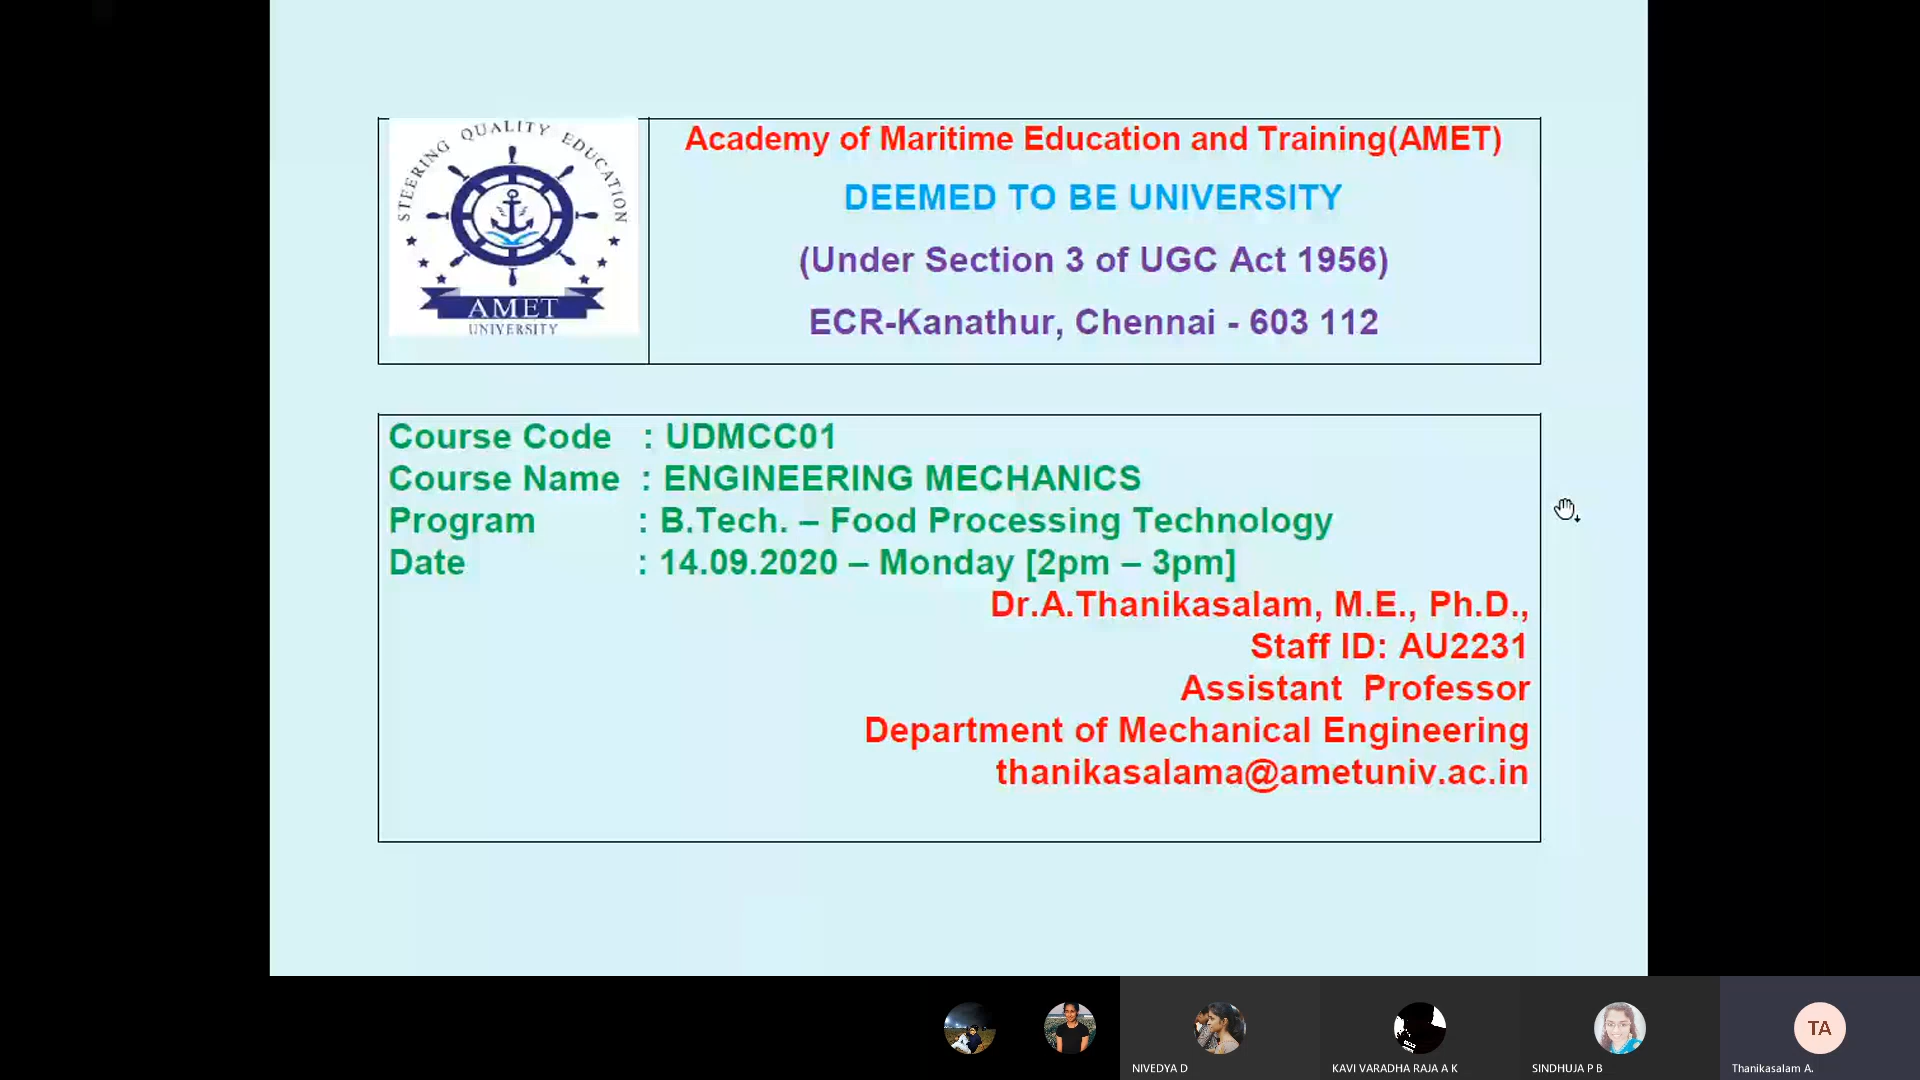 STEERING QUALITY EDUCATION
AMET
UNIVERSITY
Academy of Maritime Education and Training(AMET)
DEEMED TO BE UNIVERSITY
(Under Section 3 of UGC Act 1956)
ECR-Kanathur, Chennai - 603 112
Course Code : UDMCC01
Course Name : ENGINEERING MECHANICS
Program : B.Tech. – Food Processing Technology
Date : 14.09.2020 – Monday [2pm – 3pm]
Dr.A.Thanikasalam, M.E., Ph.D.,
Staff ID: AU2231
Assistant Professor
Department of Mechanical Engineering
thanikasalama@ametuniv.ac.in
TA
NIVEDYA D
KAVI VARADHA RAJA A K
SINDHUJA P B
Thanikasalam A.